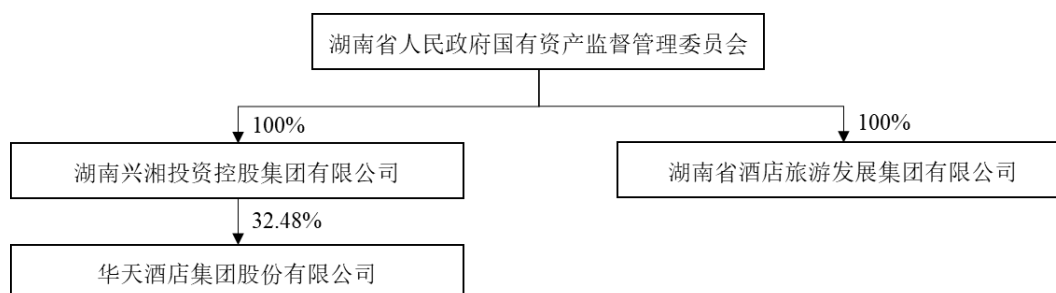 湖南省人民政府国有资产监督管理委员会
100%
100%
湖南兴湘投资控股集团有限公司
湖南省酒店旅游发展集团有限公司
32.48%
华天酒店集团股份有限公司